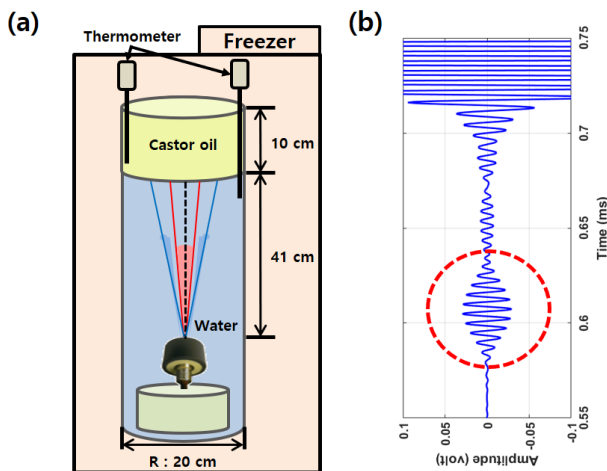 (a)
Freezer
Thermometer
Castor oil
10 cm
41 cm
Water
R : 20 cm
(b)
0.75
0.7
0.65
0.6
0.55
Time (ms)
0.1
0.05
0
-0.05
-0.1
Amplitude (volt)